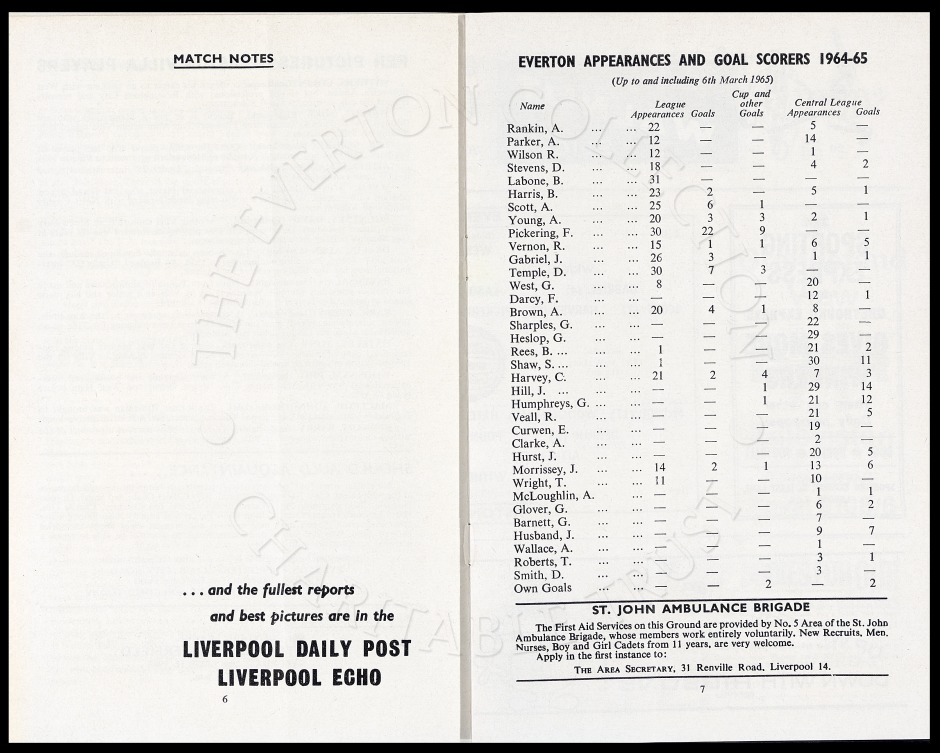 MATCH NOTES
... and the fullest reports
and best pictures are in the
LIVERPOOL DAILY POST
LIVERPOOL ECHO
6
EVERTON APPEARANCES AND GOAL SCORERS 1964-65
(Up to and including 6th March 1965)
Name League Appearances Goals Cup and other Goals Central League Appearances Goals
Rankin, A. ... ... 22 — — 5 —
Parker, A. ... ... 12 — — 14 —
Wilson R. ... ... 12 — — 1 —
Stevens, D. ... ... 18 — — 4 2
Labone, B. ... ... 31 — — — —
Harris, B. ... ... 23 2 — 5 1
Scott, A. ... ... 25 6 1 — —
Young, A. ... ... 20 3 3 2 1
Pickering, F. ... ... 30 22 9 — —
Vernon, R. ... ... 15 1 1 6 5
Gabriel, J. ... ... 26 3 — 1 1
Temple, D. ... ... 30 7 3 — —
West, G. ... ... 8 — — 20 —
Darcy, F. ... ... — — — 12 1
Brown, A. ... ... 20 4 1 8 —
Sharples, G. ... ... — — — 22 —
Heslop, G. ... ... — — — 29 —
Rees, B. ... ... ... 1 — — 21 2
Shaw, S. ... ... ... 1 — — 30 11
Harvey, C. ... ... 21 2 4 7 3
Hill, J. ... ... ... — — 1 29 14
Humphreys, G. ... ... — — 1 21 12
Veall, R. ... ... — — — 21 5
Curwen, E. ... ... — — — 19 —
Clarke, A. ... ... — — — 2 —
Hurst, J. ... ... — — — 20 5
Morrissey, J. ... ... 14 2 1 13 6
Wright, T. ... ... 11 — — 10 —
McLoughlin, A. ... — — — 1 1
Glover, G. ... ... — — — 6 2
Barnett, G. ... ... — — — 7 —
Husband, J. ... ... — — — 9 7
Wallace, A. ... ... — — — 1 —
Roberts, T. ... ... — — — 3 1
Smith, D. ... ... — — — 3 —
Own Goals ... ... — 2 — 2
ST. JOHN AMBULANCE BRIGADE
The First Aid Services on this Ground are provided by No. 5 Area of the St. John
Ambulance Brigade, whose members work entirely voluntarily. New Recruits, Men,
Nurses, Boy and Girl Cadets from 11 years, are very welcome.
Apply in the first instance to:
THE AREA SECRETARY, 31 Renville Road, Liverpool 14.
7
THE EVERTON COLLECTION
CHARITABLE TRUST